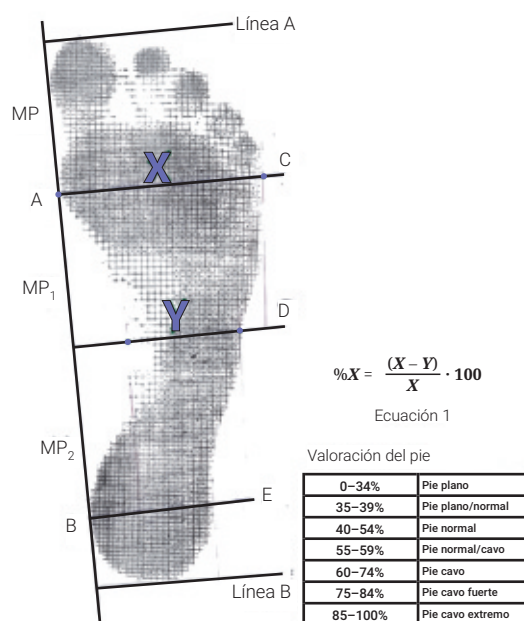 Línea A
MP
X
C
A
MP₁
Y
D
%X = (X – Y) / X · 100
Ecuación 1
MP₂
Valoración del pie
0–34% Pie plano
35–39% Pie plano/normal
40–54% Pie normal
55–59% Pie normal/cavo
60–74% Pie cavo
75–84% Pie cavo fuerte
85–100% Pie cavo extremo
E
B
Línea B